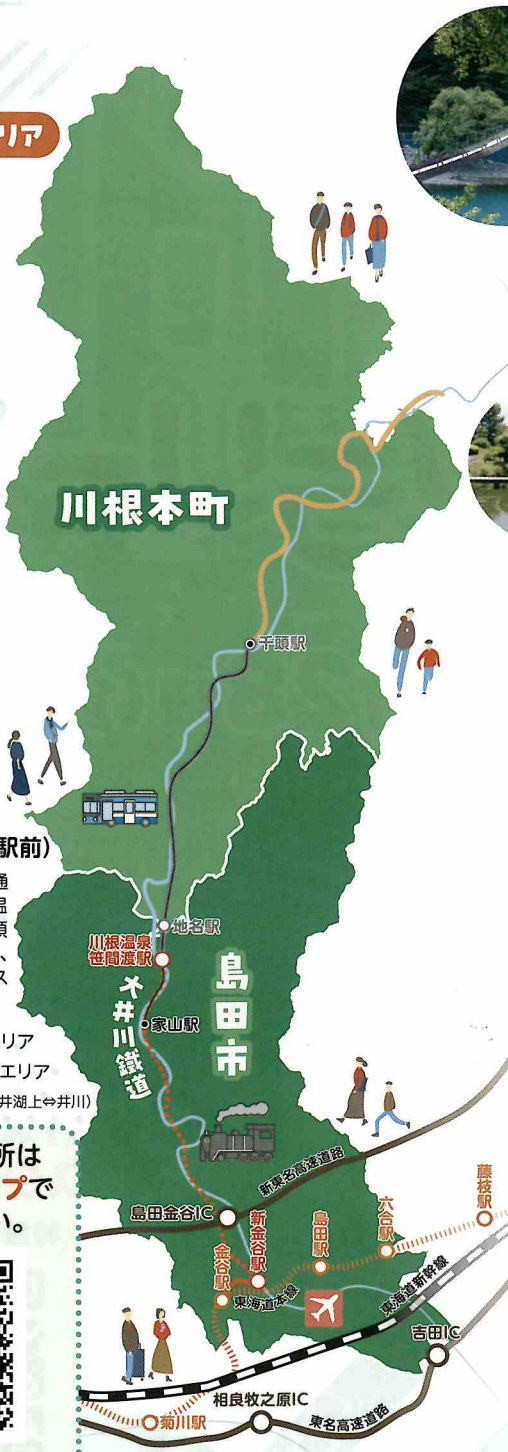 リア
川根本町
千頭駅
駅前）
通
温
頭
、
ス
地名駅
川根温泉
笹間渡駅
大井川鐵道
家山駅
島田市
リア
エリア
井湖上⇔井川）
所は
プで
い。
新東名高速道路
島田金谷IC
新金谷駅
金谷駅
島田駅
六合駅
藤枝駅
東海道本線
東海道新幹線
吉田IC
相良牧之原IC
菊川駅
東名高速道路